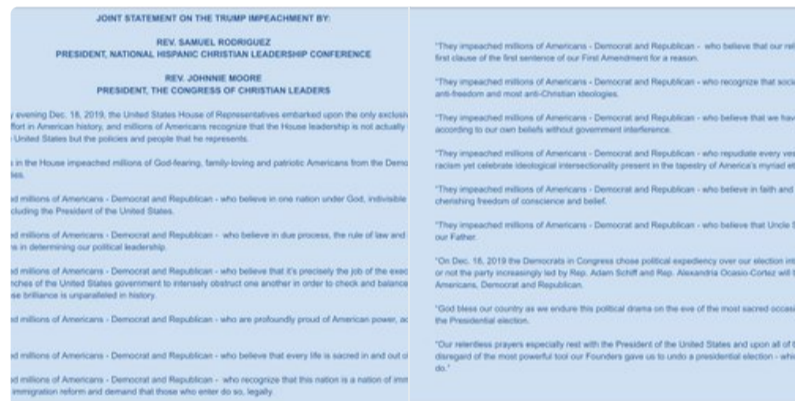 JOINT STATEMENT ON THE TRUMP IMPEACHMENT BY:
REV. SAMUEL RODRIGUEZ
PRESIDENT, NATIONAL HISPANIC CHRISTIAN LEADERSHIP CONFERENCE
REV. JOHNNIE MOORE
PRESIDENT, THE CONGRESS OF CHRISTIAN LEADERS
evening Dec. 18, 2019, the United States House of Representatives embarked upon the only
in American history, and millions of Americans recognize that the House leadership is not actually
United States but the policies and people that he represents.
in the House impeached millions of God-fearing, family-loving and patriotic Americans from the
millions of Americans - Democrat and Republican - who believe in one nation under God, indivisible
the President of the United States.
millions of Americans - Democrat and Republican - who believe in due process, the rule of law and
in determining our political leadership.
millions of Americans - Democrat and Republican - who believe that it's precisely the job of the
of the United States government to intensely obstruct one another in order to check and balance
brilliance is unparalleled in history.
millions of Americans - Democrat and Republican - who are profoundly proud of American power,
millions of Americans - Democrat and Republican - who believe that every life is sacred in and out
millions of Americans - Democrat and Republican - who recognize that this nation is a nation of
immigration reform and demand that those who enter do so, legally.
"They impeached millions of Americans - Democrat and Republican - who believe that our
first clause of the first sentence of our First Amendment for a reason.
"They impeached millions of Americans - Democrat and Republican - who recognize that
anti-freedom and most anti-Christian ideologies.
"They impeached millions of Americans - Democrat and Republican - who believe that we
according to our own beliefs without government interference.
"They impeached millions of Americans - Democrat and Republican - who repudiate every
racism yet celebrate ideological intersectionality present in the tapestry of America's myriad
"They impeached millions of Americans - Democrat and Republican - who believe in faith and
cherishing freedom of conscience and belief.
"They impeached millions of Americans - Democrat and Republican - who believe that Uncle
our Father.
"On Dec. 18, 2019 the Democrats in Congress chose political expediency over our election
or not the party increasingly led by Rep. Adam Schiff and Rep. Alexandria Ocasio-Cortez will
Americans, Democrat and Republican.
"God bless our country as we endure this political drama on the eve of the most sacred
the Presidential election.
"Our relentless prayers especially rest with the President of the United States and upon all of
disregard of the most powerful tool our Founders gave us to undo a presidential election -
do."